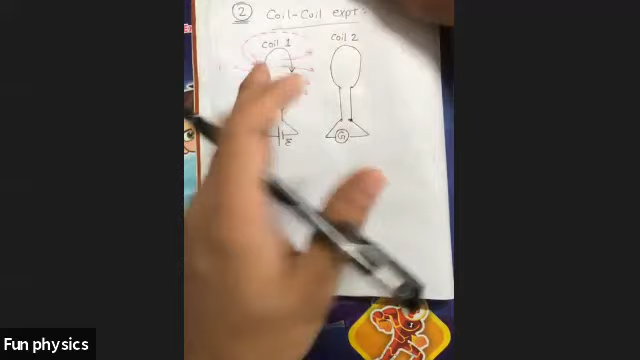 ② Coil-Coil expt:
Coil 1
Coil 2
ε
G
Fun physics